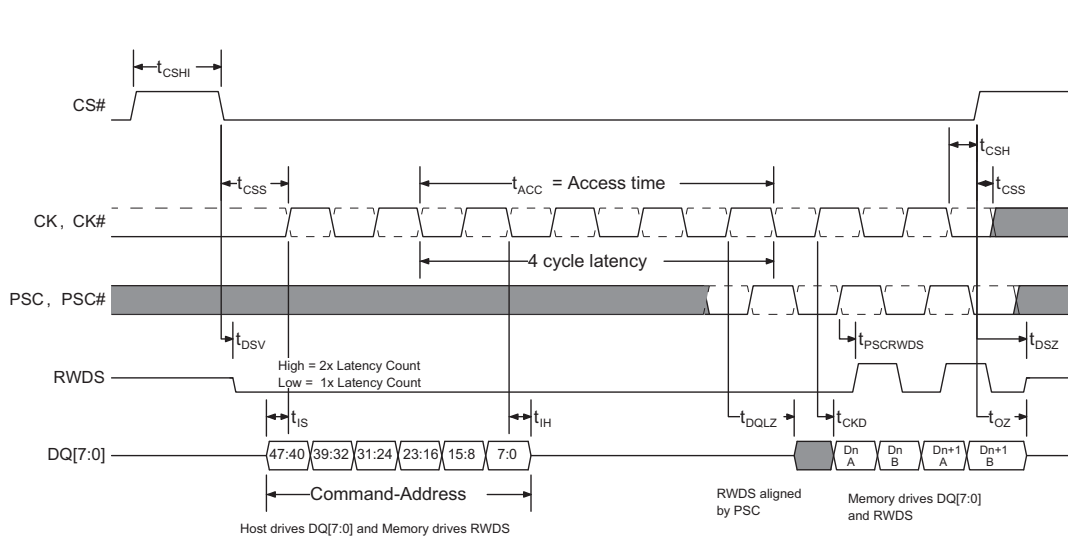 tCSHI
CS#
tCSH
tCSS
tACC = Access time
tCSS
CK, CK#
4 cycle latency
PSC, PSC#
tDSV
tPSCRWDS
tDSZ
High = 2x Latency Count
RWDS
Low = 1x Latency Count
tIS
tIH
tDQLZ
tCKD
tOZ
DQ[7:0]
47:40 39:32 31:24 23:16 15:8 7:0
Dn A
Dn B
Dn+1 A
Dn+1 B
Command-Address
RWDS aligned
by PSC
Memory drives DQ[7:0]
and RWDS
Host drives DQ[7:0] and Memory drives RWDS